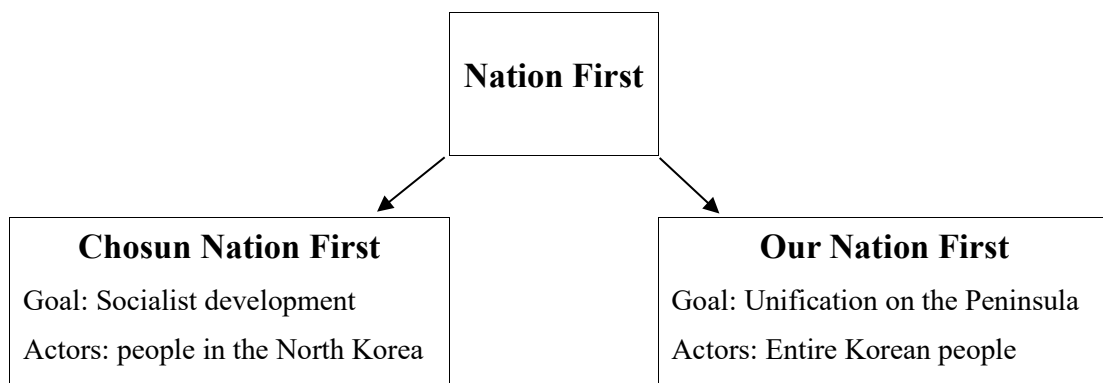 Nation First
Chosun Nation First
Goal: Socialist development
Actors: people in the North Korea
Our Nation First
Goal: Unification on the Peninsula
Actors: Entire Korean people